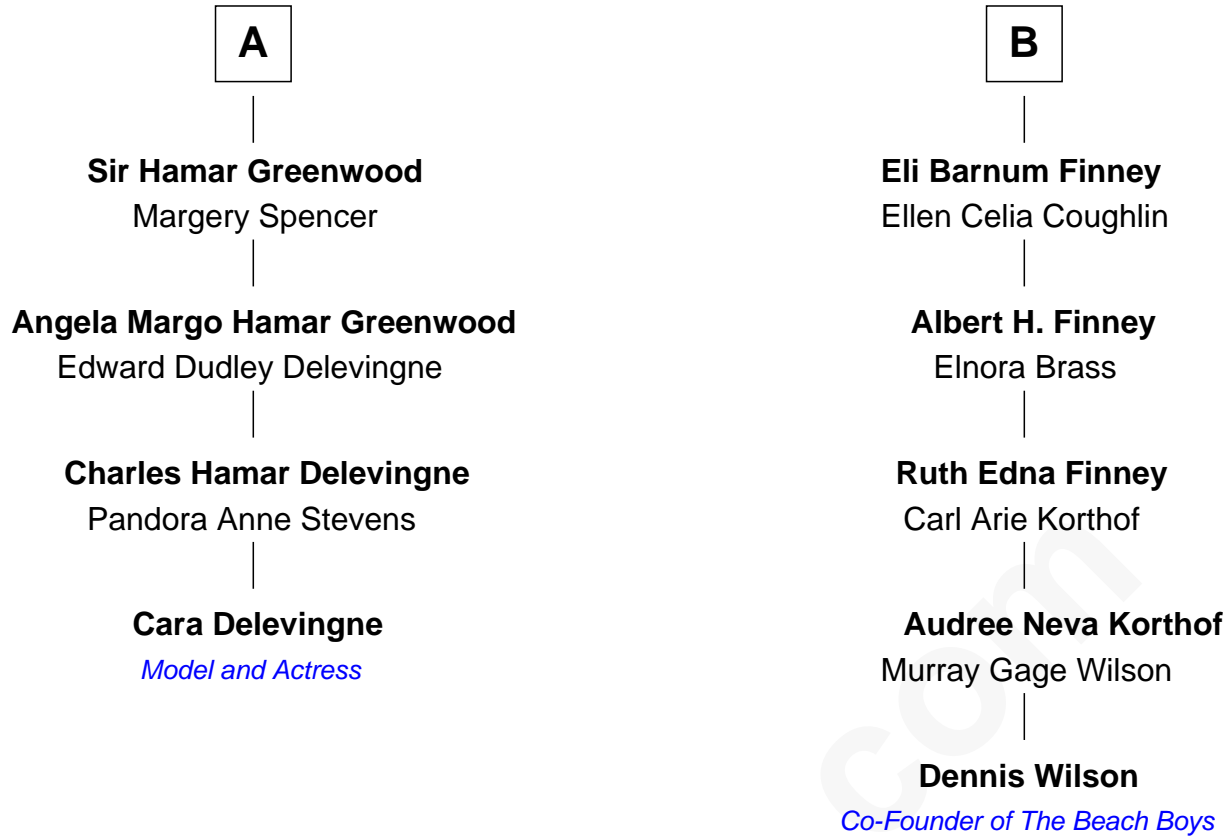 A
Sir Hamar Greenwood
Margery Spencer
Angela Margo Hamar Greenwood
Edward Dudley Delevingne
Charles Hamar Delevingne
Pandora Anne Stevens
Cara Delevingne
Model and Actress
B
Eli Barnum Finney
Ellen Celia Coughlin
Albert H. Finney
Elnora Brass
Ruth Edna Finney
Carl Arie Korthof
Audree Neva Korthof
Murray Gage Wilson
Dennis Wilson
Co-Founder of The Beach Boys
com